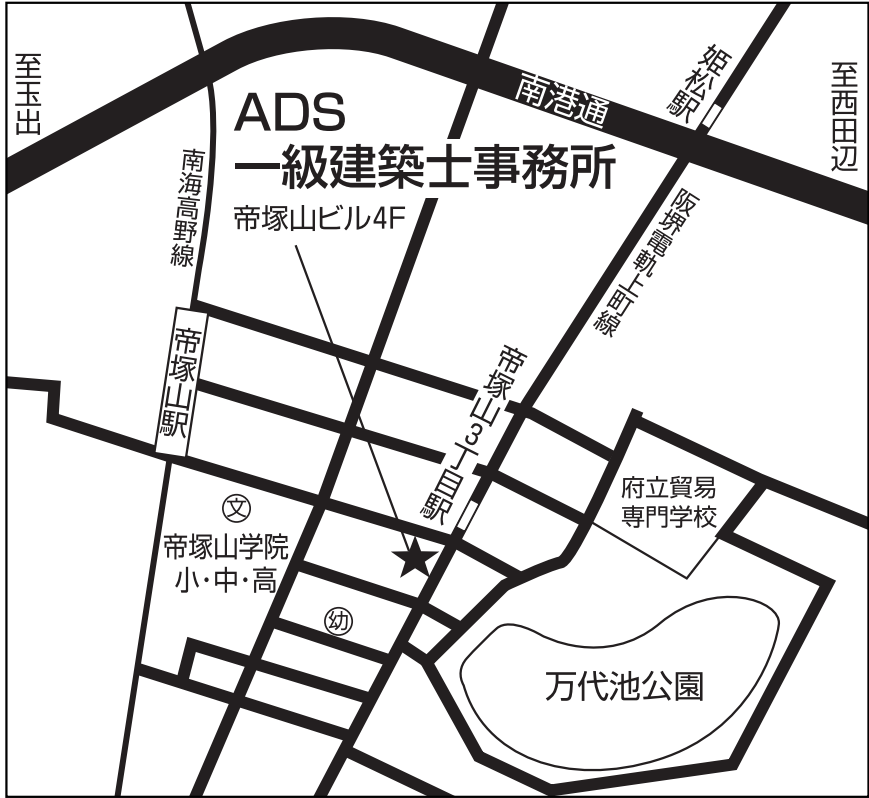 至玉出
南港通
姫松駅
至西田辺
ADS
一級建築士事務所
帝塚山ビル4F
南海高野線
阪堺電軌上町線
帝塚山駅
帝塚山3丁目駅
府立貿易
専門学校
文
帝塚山学院
小・中・高
幼
万代池公園